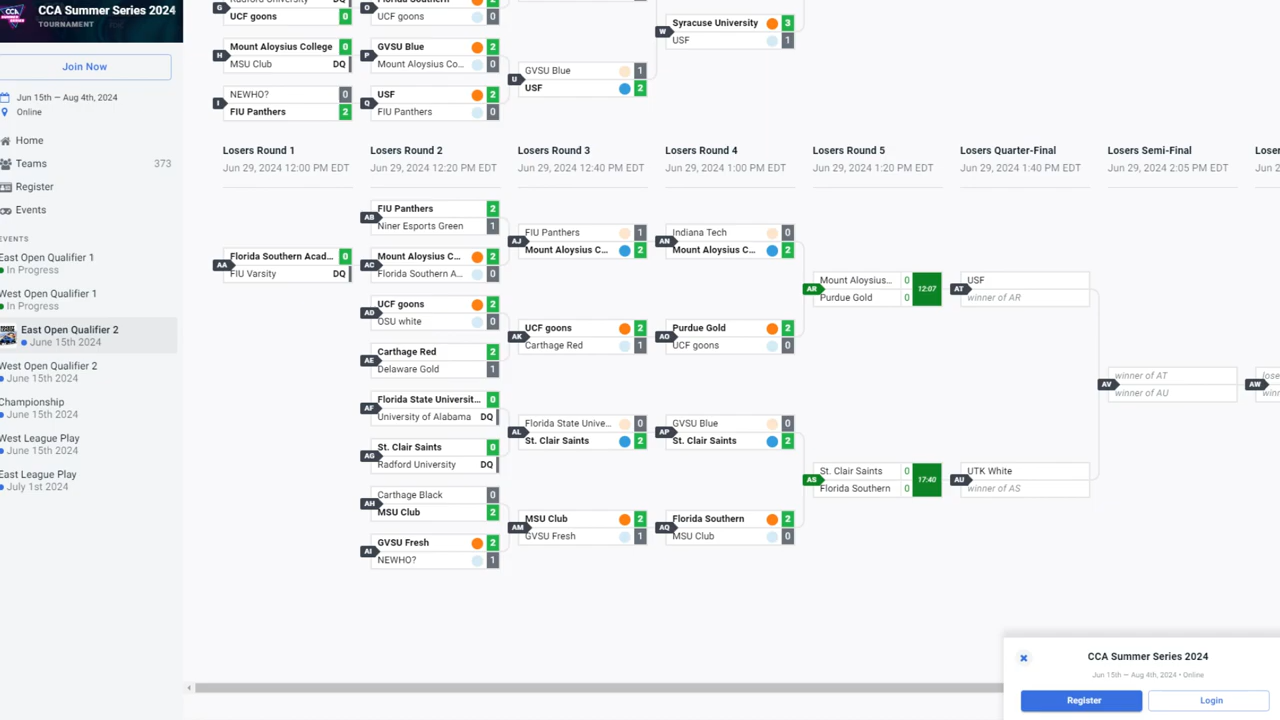 CCA Summer Series 2024
TOURNAMENT
Join Now
Jun 15th — Aug 4th, 2024
Online
Home
Teams 373
Register
Events
EVENTS
East Open Qualifier 1
In Progress
West Open Qualifier 1
In Progress
East Open Qualifier 2
June 15th 2024
West Open Qualifier 2
June 15th 2024
Championship
June 15th 2024
West League Play
June 15th 2024
East League Play
July 1st 2024
G
UCF goons 0
H
Mount Aloysius College 0
MSU Club DQ
I
NEWHO? 0
FIU Panthers 2
O
UCF goons 0
P
GVSU Blue 2
Mount Aloysius Co... 0
Q
USF 2
FIU Panthers 0
U
GVSU Blue 1
USF 2
W
Syracuse University 3
USF 1
Losers Round 1
Jun 29, 2024 12:00 PM EDT
Losers Round 2
Jun 29, 2024 12:20 PM EDT
Losers Round 3
Jun 29, 2024 12:40 PM EDT
Losers Round 4
Jun 29, 2024 1:00 PM EDT
Losers Round 5
Jun 29, 2024 1:20 PM EDT
Losers Quarter-Final
Jun 29, 2024 1:40 PM EDT
Losers Semi-Final
Jun 29, 2024 2:05 PM EDT
AA
Florida Southern Acad... 0
FIU Varsity DQ
AB
FIU Panthers 2
Niner Esports Green 1
AC
Mount Aloysius C... 2
Florida Southern A... 0
AD
UCF goons 2
OSU white 0
AE
Carthage Red 2
Delaware Gold 1
AF
Florida State Universit... 0
University of Alabama DQ
AG
St. Clair Saints 0
Radford University DQ
AH
Carthage Black 0
MSU Club 2
AI
GVSU Fresh 2
NEWHO? 1
AJ
FIU Panthers 1
Mount Aloysius C... 2
AK
UCF goons 2
Carthage Red 1
AL
Florida State Unive... 0
St. Clair Saints 2
AM
MSU Club 2
GVSU Fresh 1
AN
Indiana Tech 0
Mount Aloysius C... 2
AO
Purdue Gold 2
UCF goons 0
AP
GVSU Blue 0
St. Clair Saints 2
AQ
Florida Southern 2
MSU Club 0
AR
Mount Aloysius... 0
Purdue Gold 0
12:07
AS
St. Clair Saints 0
Florida Southern 0
17:40
AT
USF
winner of AR
AU
UTK White
winner of AS
AV
winner of AT
winner of AU
AW
CCA Summer Series 2024
Jun 15th — Aug 4th, 2024 • Online
Register
Login